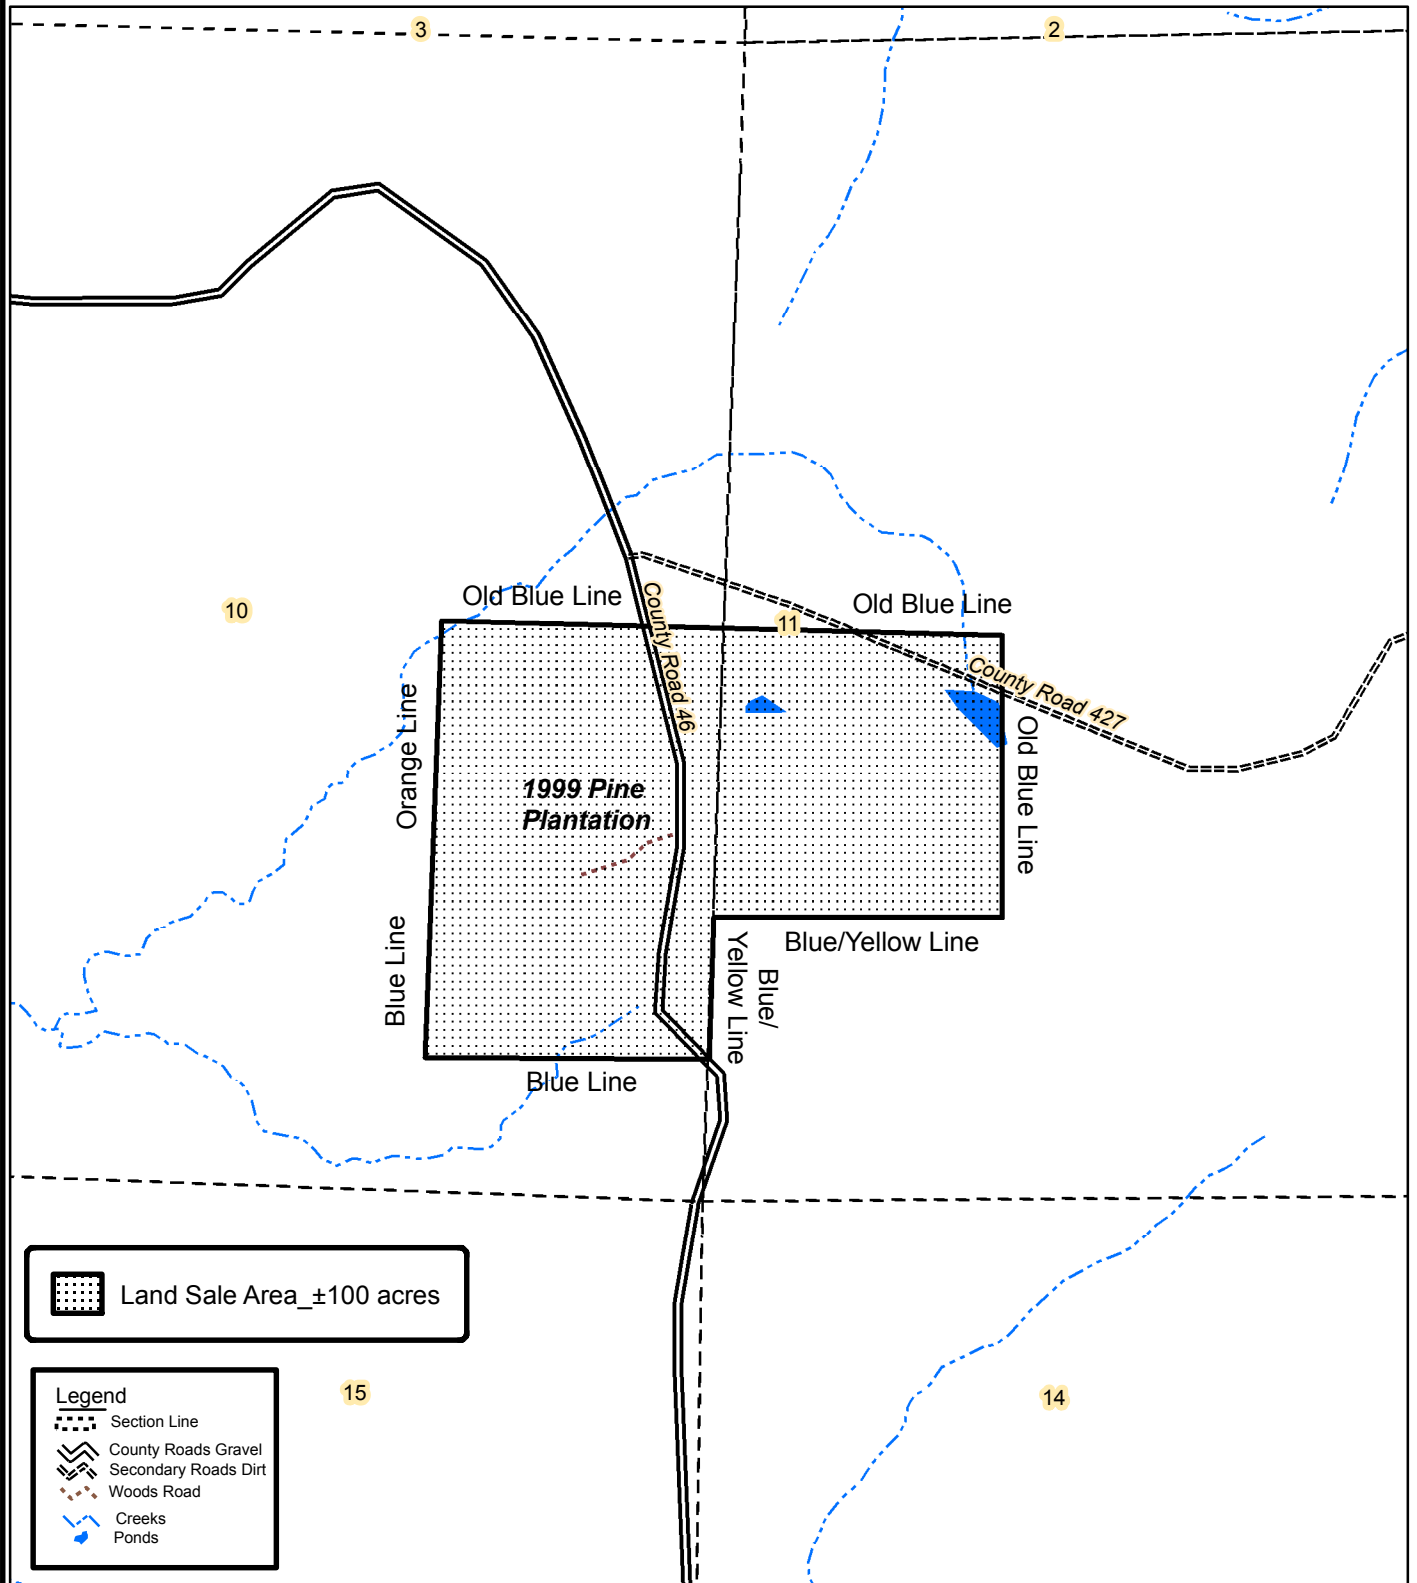 3
2
10
Old Blue Line
County Road 46
11
Old Blue Line
County Road 427
Orange Line
1999 Pine
Plantation
Old Blue Line
Blue Line
Blue/Yellow Line
Blue/
Yellow Line
Blue Line
Land Sale Area_±100 acres
15
14
Legend
Section Line
County Roads Gravel
Secondary Roads Dirt
Woods Road
Creeks
Ponds